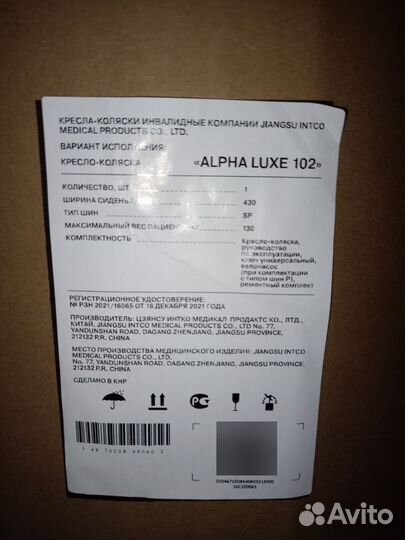 КРЕСЛА-КОЛЯСКИ ИНВАЛИДНЫЕ КОМПАНИИ JIANGSU INTCO
MEDICAL PRODUCTS CO., LTD.
ВАРИАНТ ИСПОЛНЕНИЯ:
КРЕСЛО-КОЛЯСКА «ALPHA LUXE 102»
КОЛИЧЕСТВО, ШТ 1
ШИРИНА СИДЕНЬ 430
ТИП ШИН SP
МАКСИМАЛЬНЫЙ ВЕС ПАЦИЕН 130
КОМПЛЕКТНОСТЬ Кресло-коляска,
руководство
по эксплуатации,
ключ универсальный,
велонасос
(при комплектации
с типом шин P),
ремонтный комплект
РЕГИСТРАЦИОННОЕ УДОСТОВЕРЕНИЕ:
№ РЗН 2021/16065 ОТ 16 ДЕКАБРЯ 2021 ГОДА
ПРОИЗВОДИТЕЛЬ: ЦЗЯНСУ ИНТКО МЕДИКАЛ ПРОДАКТС КО., ЛТД.,
КИТАЙ, JIANGSU INTCO MEDICAL PRODUCTS CO., LTD No. 77,
YANDUNSHAN ROAD, DAGANG ZHENJIANG, JIANGSU PROVINCE,
212132 P.R. CHINA
МЕСТО ПРОИЗВОДСТВА МЕДИЦИНСКОГО ИЗДЕЛИЯ: JIANGSU INTCO
MEDICAL PRODUCTS CO., LTD.
No. 77, YANDUNSHAN ROAD, DAGANG ZHENJIANG, JIANGSU PROVINCE,
212132 P.R. CHINA
СДЕЛАНО В КНР
Avito